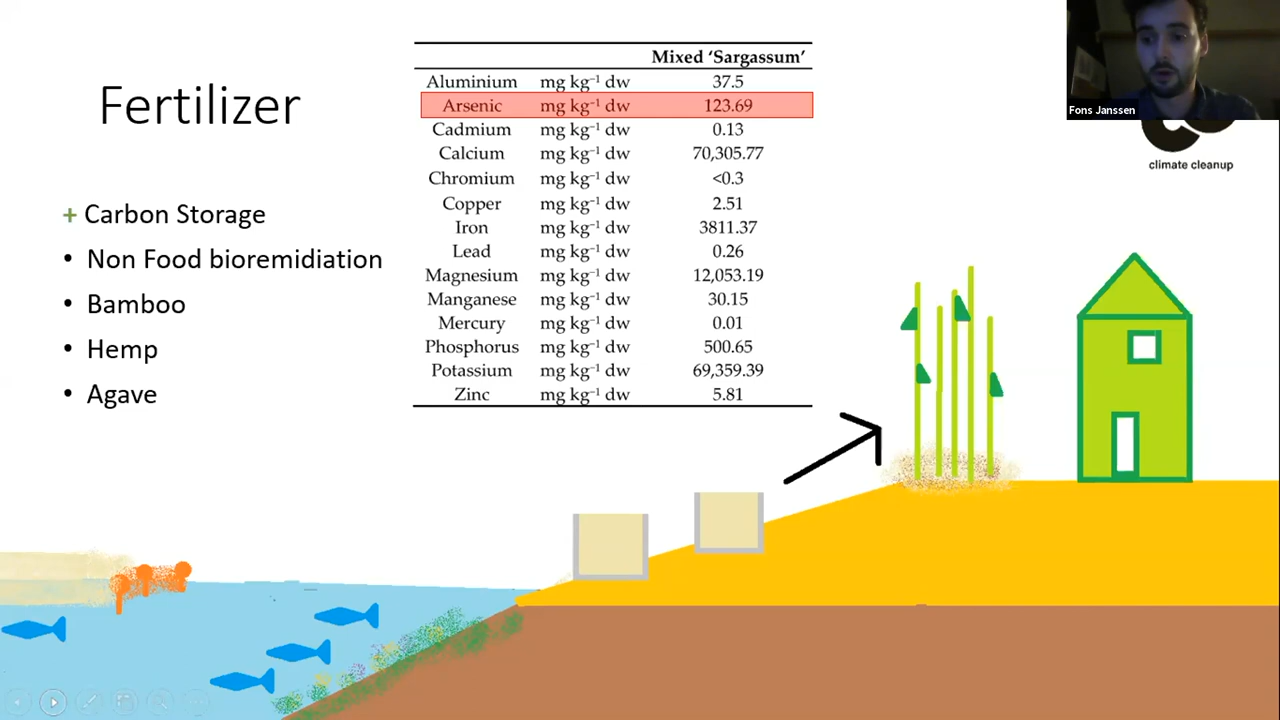 Fertilizer
+ Carbon Storage
• Non Food bioremidiation
• Bamboo
• Hemp
• Agave
Mixed ‘Sargassum’
Aluminium mg kg⁻¹ dw 37.5
Arsenic mg kg⁻¹ dw 123.69
Cadmium mg kg⁻¹ dw 0.13
Calcium mg kg⁻¹ dw 70,305.77
Chromium mg kg⁻¹ dw <0.3
Copper mg kg⁻¹ dw 2.51
Iron mg kg⁻¹ dw 3811.37
Lead mg kg⁻¹ dw 0.26
Magnesium mg kg⁻¹ dw 12,053.19
Manganese mg kg⁻¹ dw 30.15
Mercury mg kg⁻¹ dw 0.01
Phosphorus mg kg⁻¹ dw 500.65
Potassium mg kg⁻¹ dw 69,359.39
Zinc mg kg⁻¹ dw 5.81
Fons Janssen
climate cleanup